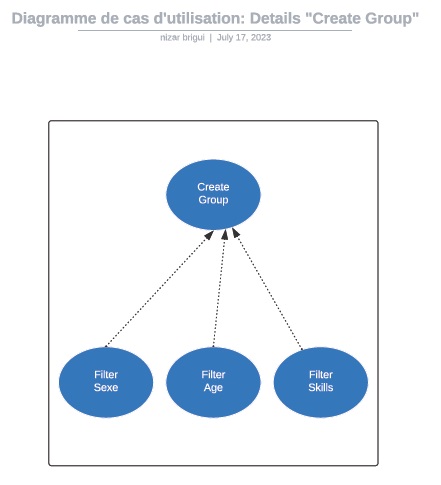 Diagramme de cas d'utilisation: Details "Create Group"
nizar brigui | July 17, 2023
Create
Group
Filter
Sexe
Filter
Age
Filter
Skills